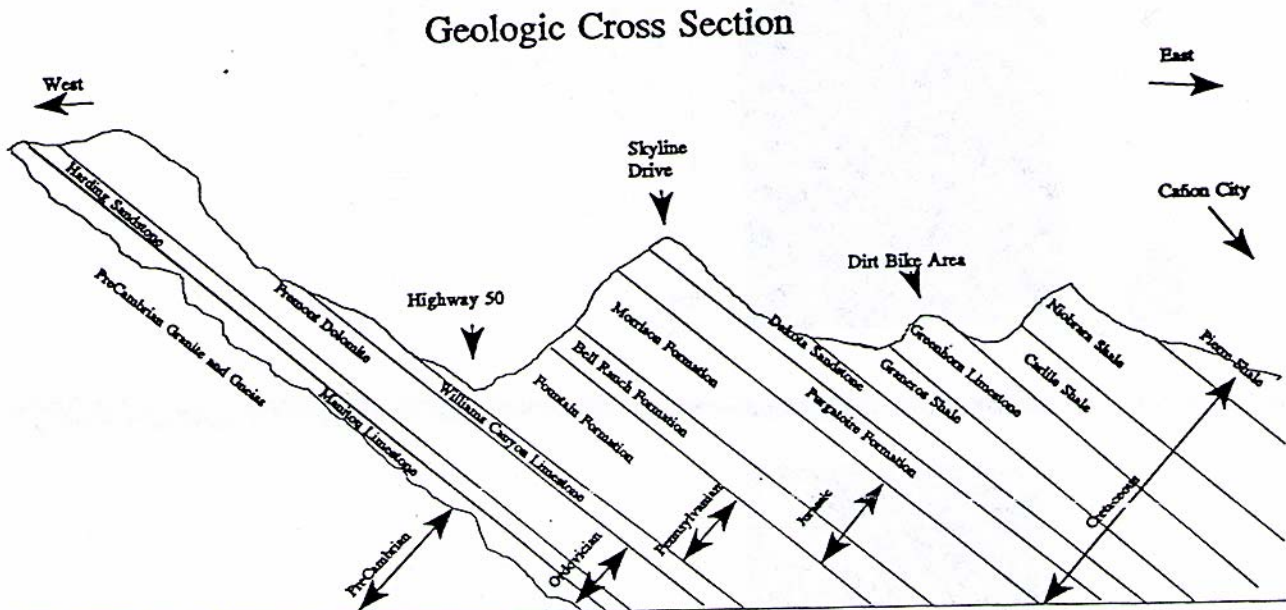 Geologic Cross Section
West
East
Skyline
Drive
Cañon City
Highway 50
Dirt Bike Area
Harding Sandstone
PreCambrian Granite and Gneiss
Fremont Dolomite
Manitou Limestone
Williams Canyon Limestone
Fountain Formation
Bell Ranch Formation
Morrison Formation
Dakota Sandstone
Purgatoire Formation
Graneros Shale
Greenhorn Limestone
Carlile Shale
Niobrara Shale
Pierre Shale
PreCambrian
Ordovician
Pennsylvanian
Jurassic
Cretaceous